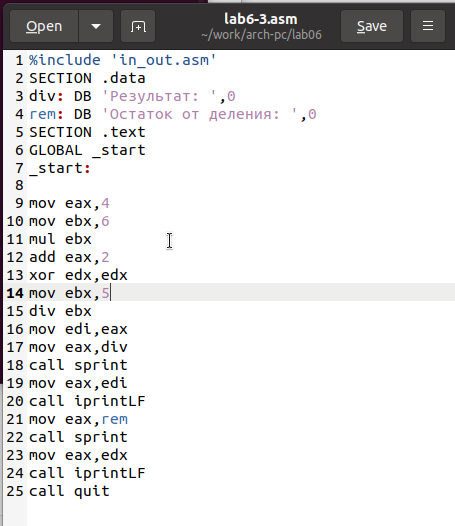 Open
lab6-3.asm
~/work/arch-pc/lab06
Save
1 %include 'in_out.asm'
2 SECTION .data
3 div: DB 'Результат: ',0
4 rem: DB 'Остаток от деления: ',0
5 SECTION .text
6 GLOBAL _start
7 _start:
8
9 mov eax,4
10 mov ebx,6
11 mul ebx
12 add eax,2
13 xor edx,edx
14 mov ebx,5
15 div ebx
16 mov edi,eax
17 mov eax,div
18 call sprint
19 mov eax,edi
20 call iprintLF
21 mov eax,rem
22 call sprint
23 mov eax,edx
24 call iprintLF
25 call quit